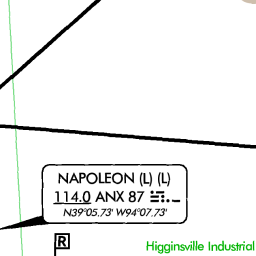 NAPOLEON (L) (L)
114.0 ANX 87
N39°05.73' W94°07.73'
R
Higginsville Industrial